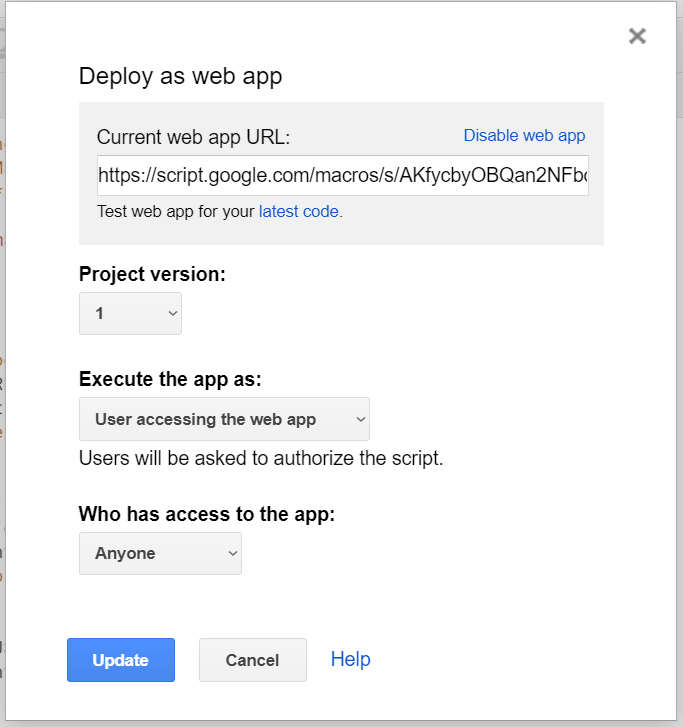 Deploy as web app
Current web app URL:
Disable web app
https://script.google.com/macros/s/AKfycbyOBQan2NFb
Test web app for your latest code.
Project version:
1
Execute the app as:
User accessing the web app
Users will be asked to authorize the script.
Who has access to the app:
Anyone
Update
Cancel
Help